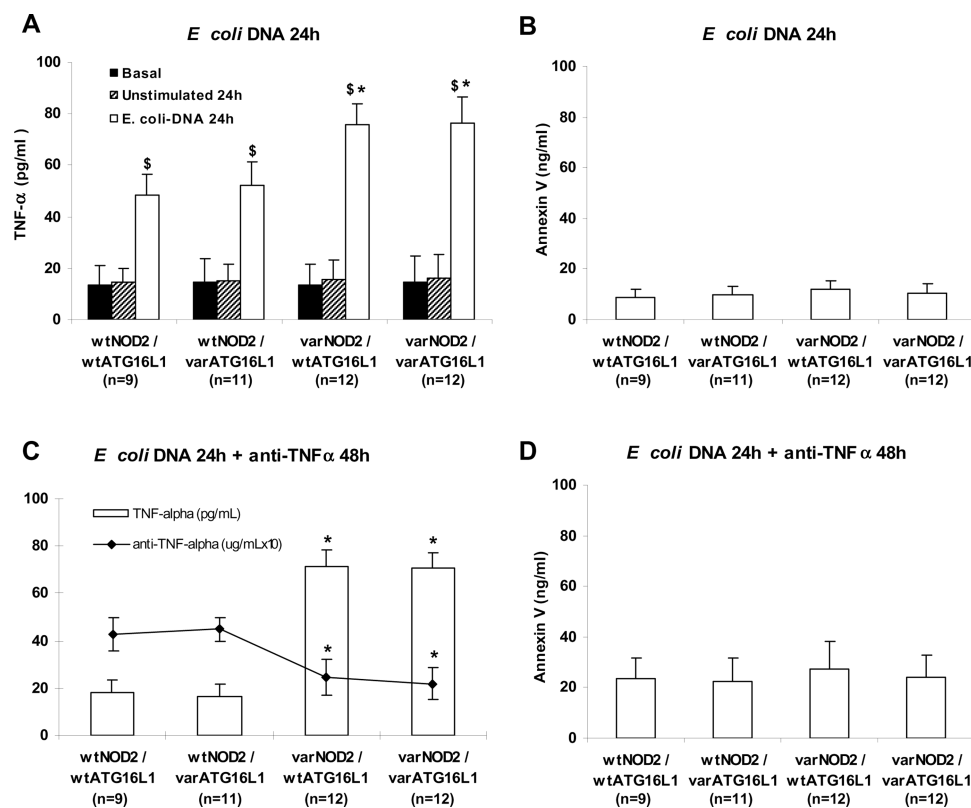 A
E coli DNA 24h
100
80
60
40
20
0
TNF-α (pg/ml )
Basal
Unstimulated 24h
E. coli-DNA 24h
$
$
$ *
$ *
wtNOD2 / wtNOD2 / varNOD2 / varNOD2 /
wtATG16L1 varATG16L1 wtATG16L1 varATG16L1
(n=9) (n=11) (n=12) (n=12)
B
E coli DNA 24h
100
80
60
40
20
0
Annexin V (ng/ml)
wtNOD2 / wtNOD2 / varNOD2 / varNOD2 /
wtATG16L1 varATG16L1 wtATG16L1 varATG16L1
(n=9) (n=11) (n=12) (n=12)
C
E coli DNA 24h + anti-TNFα 48h
100
80
60
40
20
0
TNF-alpha (pg/mL)
anti-TNF-alpha (ug/mLx10)
* *
* *
wtNOD2 / wtNOD2 / varNOD2 / varNOD2 /
wtATG16L1 varATG16L1 wtATG16L1 varATG16L1
(n=9) (n=11) (n=12) (n=12)
D
E coli DNA 24h + anti-TNFα 48h
100
80
60
40
20
0
Annexin V (ng/ml)
wtNOD2 / wtNOD2 / varNOD2 / varNOD2 /
wtATG16L1 varATG16L1 wtATG16L1 varATG16L1
(n=9) (n=11) (n=12) (n=12)